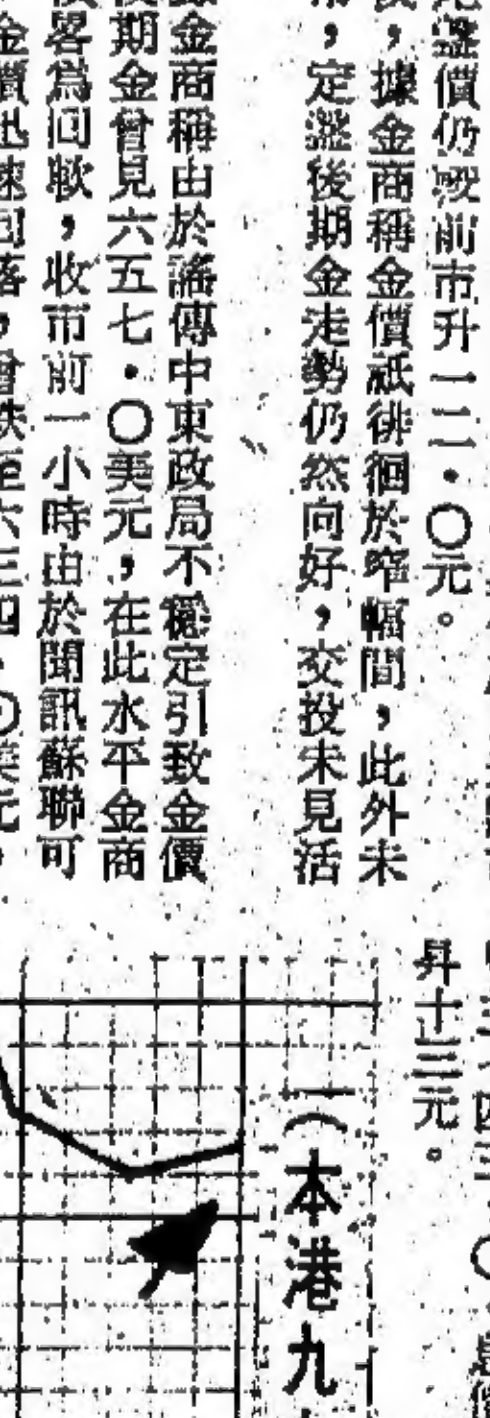 價仍較前市升一二・〇元。
,據金商稱金價祇徘徊於窄幅間,此外未
,定盤後期金走勢仍然向好,交投未見活
金商稱由於謠傳中東政局不穩定引致金價
期金曾見六五七・〇美元,在此水平金商
畧為回軟,收市前一小時由於聞訊蘇聯可
金價迅速回落,曾跌至六三四・〇美元,
昇十三元。
(本港九